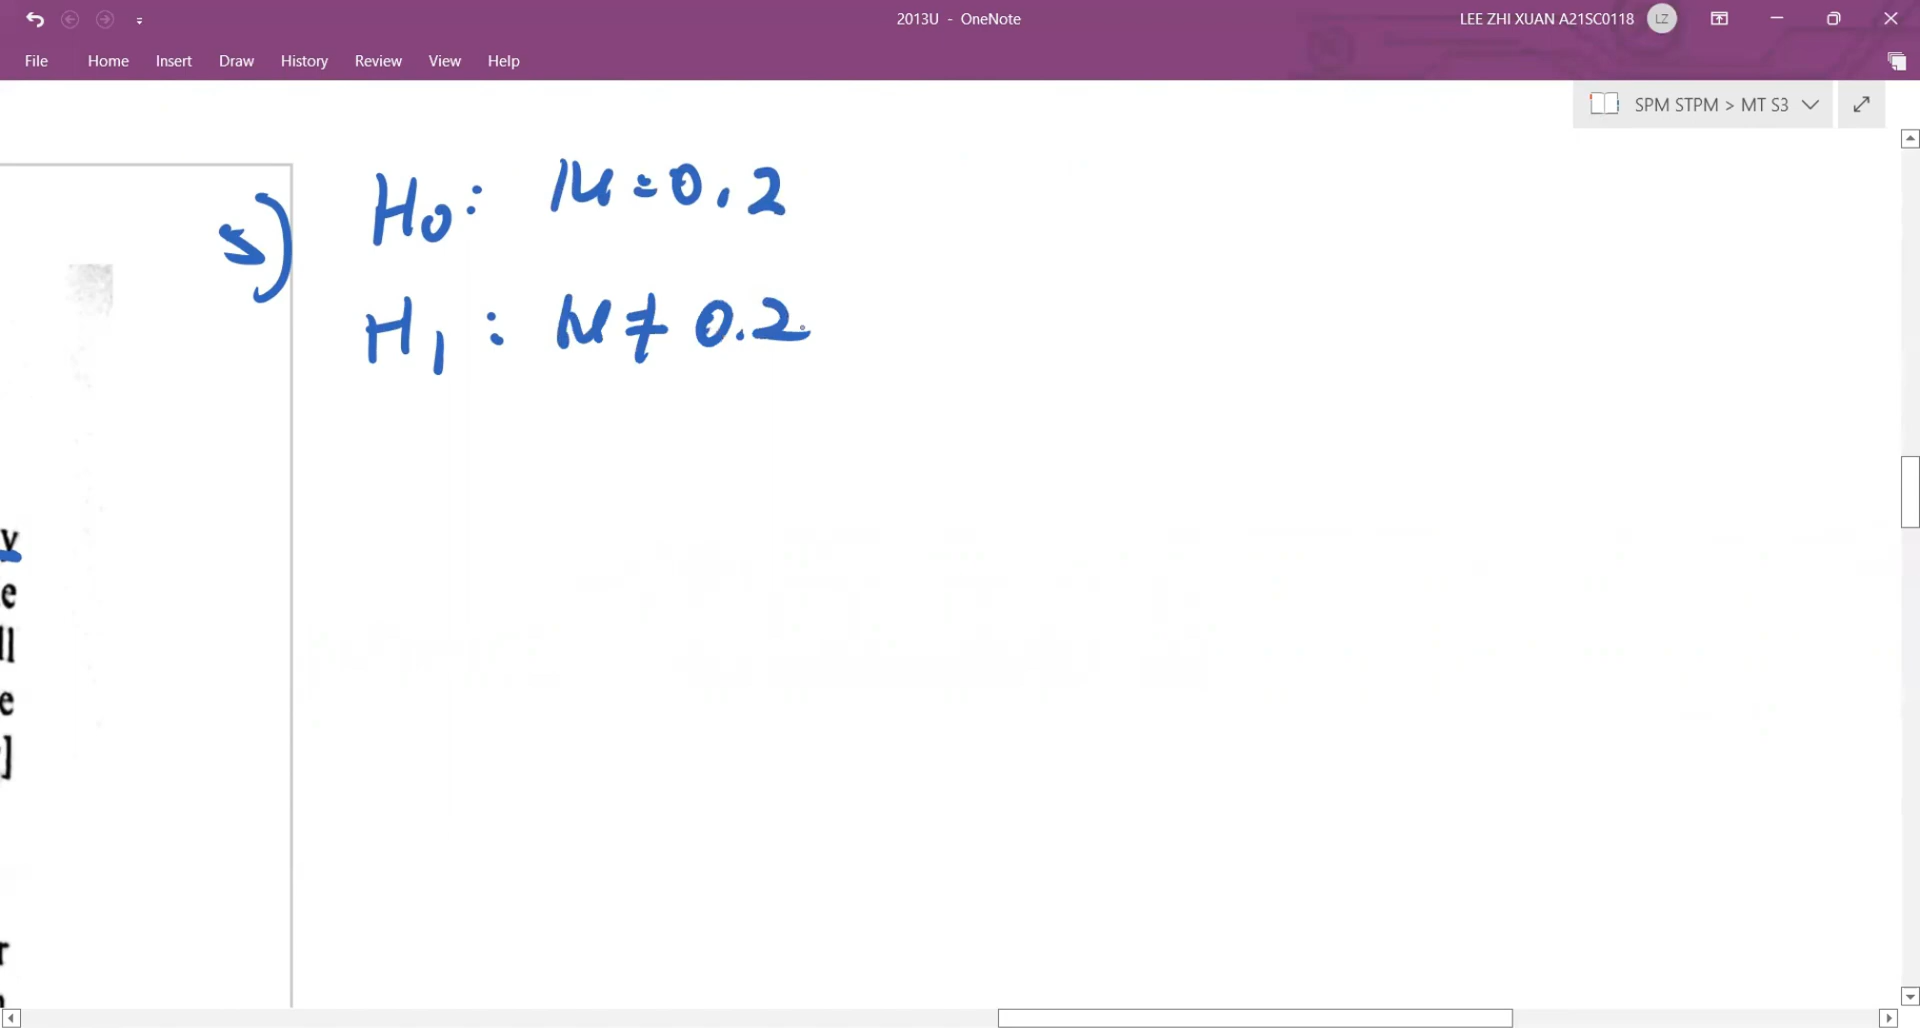 2013U - OneNote
LEE ZHI XUAN A21SC0118
LZ
File Home Insert Draw History Review View Help
SPM STPM > MT S3
5)
H0: μ = 0.2
H1: μ ≠ 0.2
y
e
ll
e
]
r